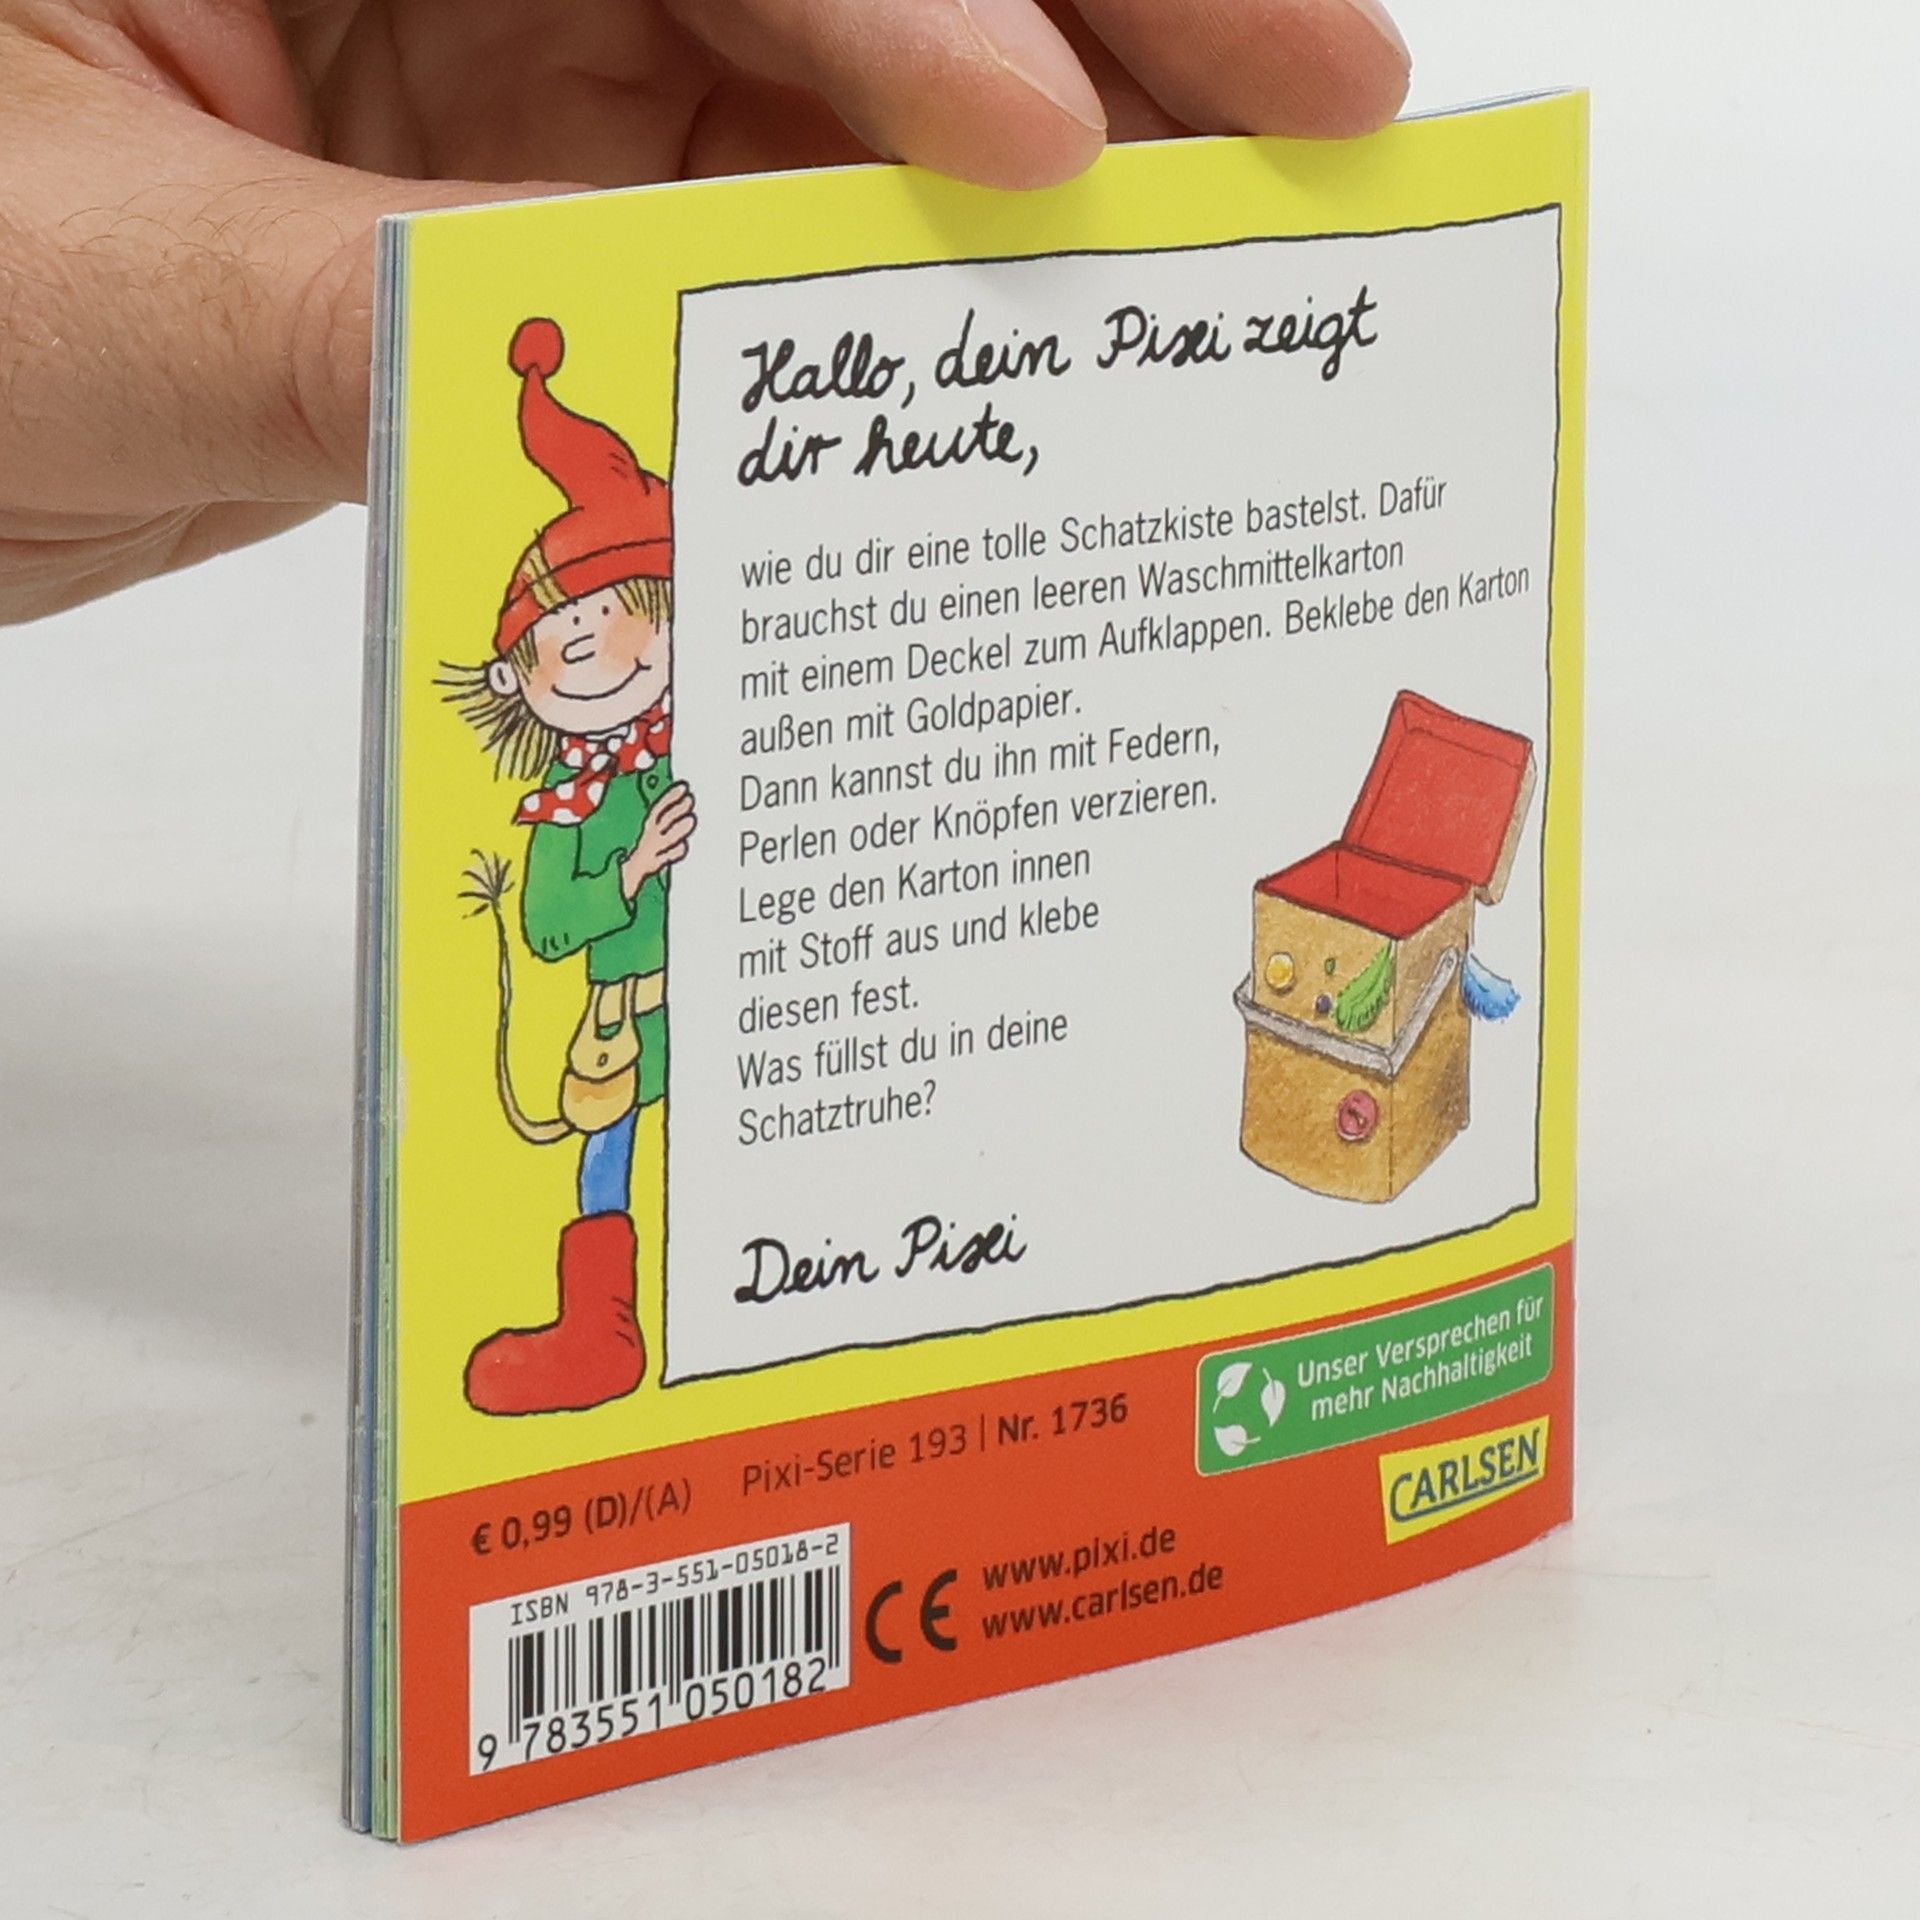 Hallo, dein Pixi zeigt
dir heute,
wie du dir eine tolle Schatzkiste bastelst. Dafür
brauchst du einen leeren Waschmittelkarton
mit einem Deckel zum Aufklappen. Beklebe den Karton
außen mit Goldpapier.
Dann kannst du ihn mit Federn,
Perlen oder Knöpfen verzieren.
Lege den Karton innen
mit Stoff aus und klebe
diesen fest.
Was füllst du in deine
Schatztruhe?
Dein Pixi
Unser Versprechen für
mehr Nachhaltigkeit
€ 0,99 (D)/(A) Pixi-Serie 193 | Nr. 1736
CARLSEN
ISBN 978-3-551-05018-2
9 783551 050182
CE
www.pixi.de
www.carlsen.de